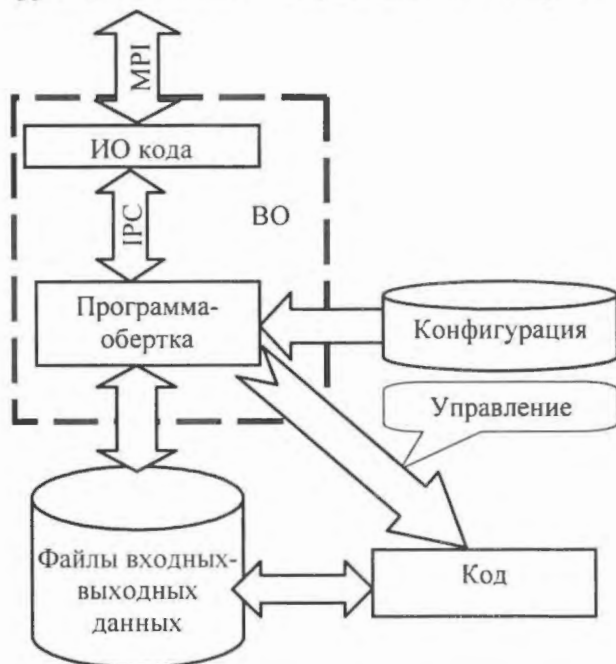 MPI
ИО кода
IPC
ВО
Программа-
обертка
Конфигурация
Управление
Файлы входных-
выходных
данных
Код